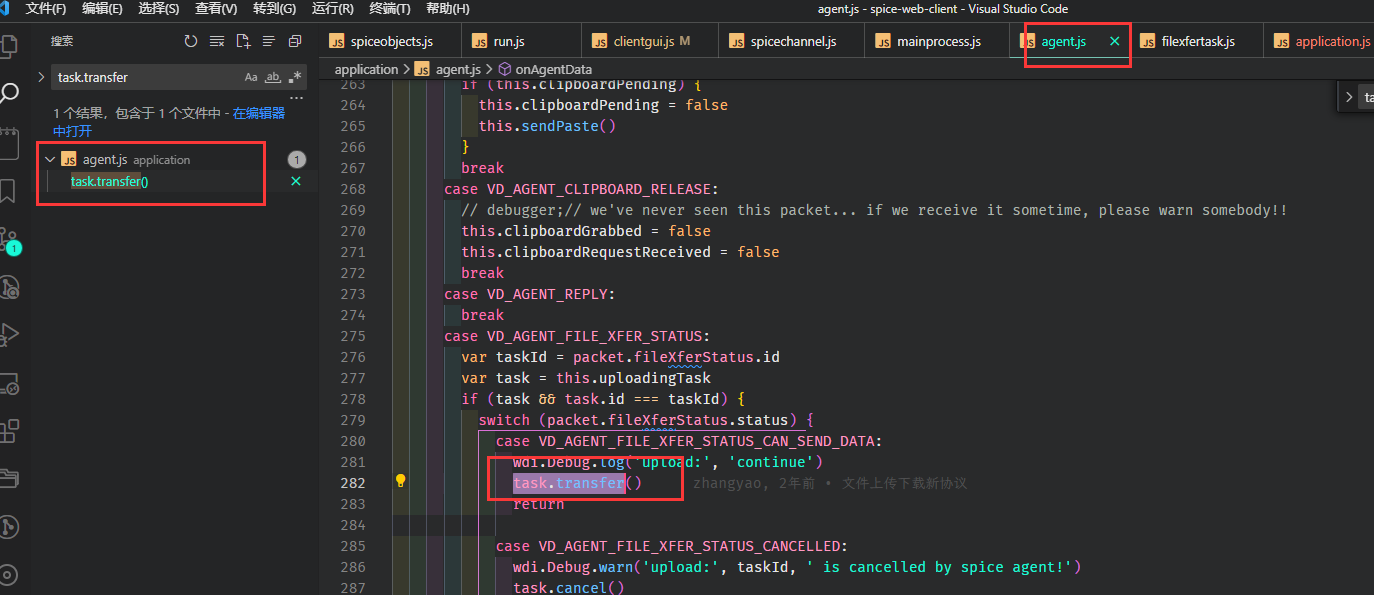 文件(F) 编辑(E) 选择(S) 查看(V) 转到(G) 运行(R) 终端(T) 帮助(H)
agent.js - spice-web-client - Visual Studio Code
搜索
spiceobjects.js
run.js
clientgui.js M
spicechannel.js
mainprocess.js
agent.js
filexfertask.js
application.js
task.transfer
Aa ab .*
application > agent.js > onAgentData
1 个结果，包含于 1 个文件中 - 在编辑器
中打开
agent.js application 1
task.transfer()
1
263 if (this.clipboardPending) {
264 this.clipboardPending = false
265 this.sendPaste()
266 }
267 break
268 case VD_AGENT_CLIPBOARD_RELEASE:
269 // debugger;// we've never seen this packet... if we receive it sometime, please warn somebody!!
270 this.clipboardGrabbed = false
271 this.clipboardRequestReceived = false
272 break
273 case VD_AGENT_REPLY:
274 break
275 case VD_AGENT_FILE_XFER_STATUS:
276 var taskId = packet.fileXferStatus.id
277 var task = this.uploadingTask
278 if (task && task.id === taskId) {
279 switch (packet.fileXferStatus.status) {
280 case VD_AGENT_FILE_XFER_STATUS_CAN_SEND_DATA:
281 wdi.Debug.log('upload:', 'continue')
282 task.transfer() zhangyao, 2年前 • 文件上传下载新协议
283 return
284
285 case VD_AGENT_FILE_XFER_STATUS_CANCELLED:
286 wdi.Debug.warn('upload:', taskId, ' is cancelled by spice agent!')
287 task.cancel()